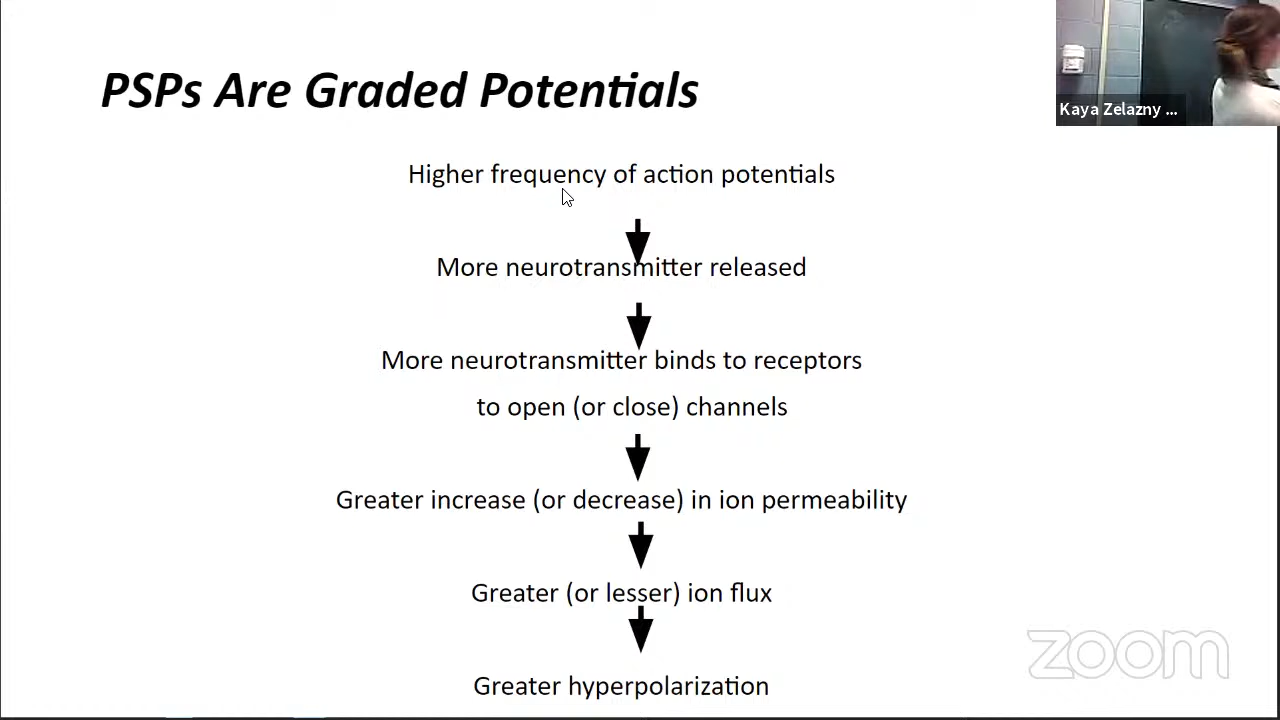 PSPs Are Graded Potentials
Kaya Zelazny ...
Higher frequency of action potentials
More neurotransmitter released
More neurotransmitter binds to receptors
to open (or close) channels
Greater increase (or decrease) in ion permeability
Greater (or lesser) ion flux
Greater hyperpolarization
zoom